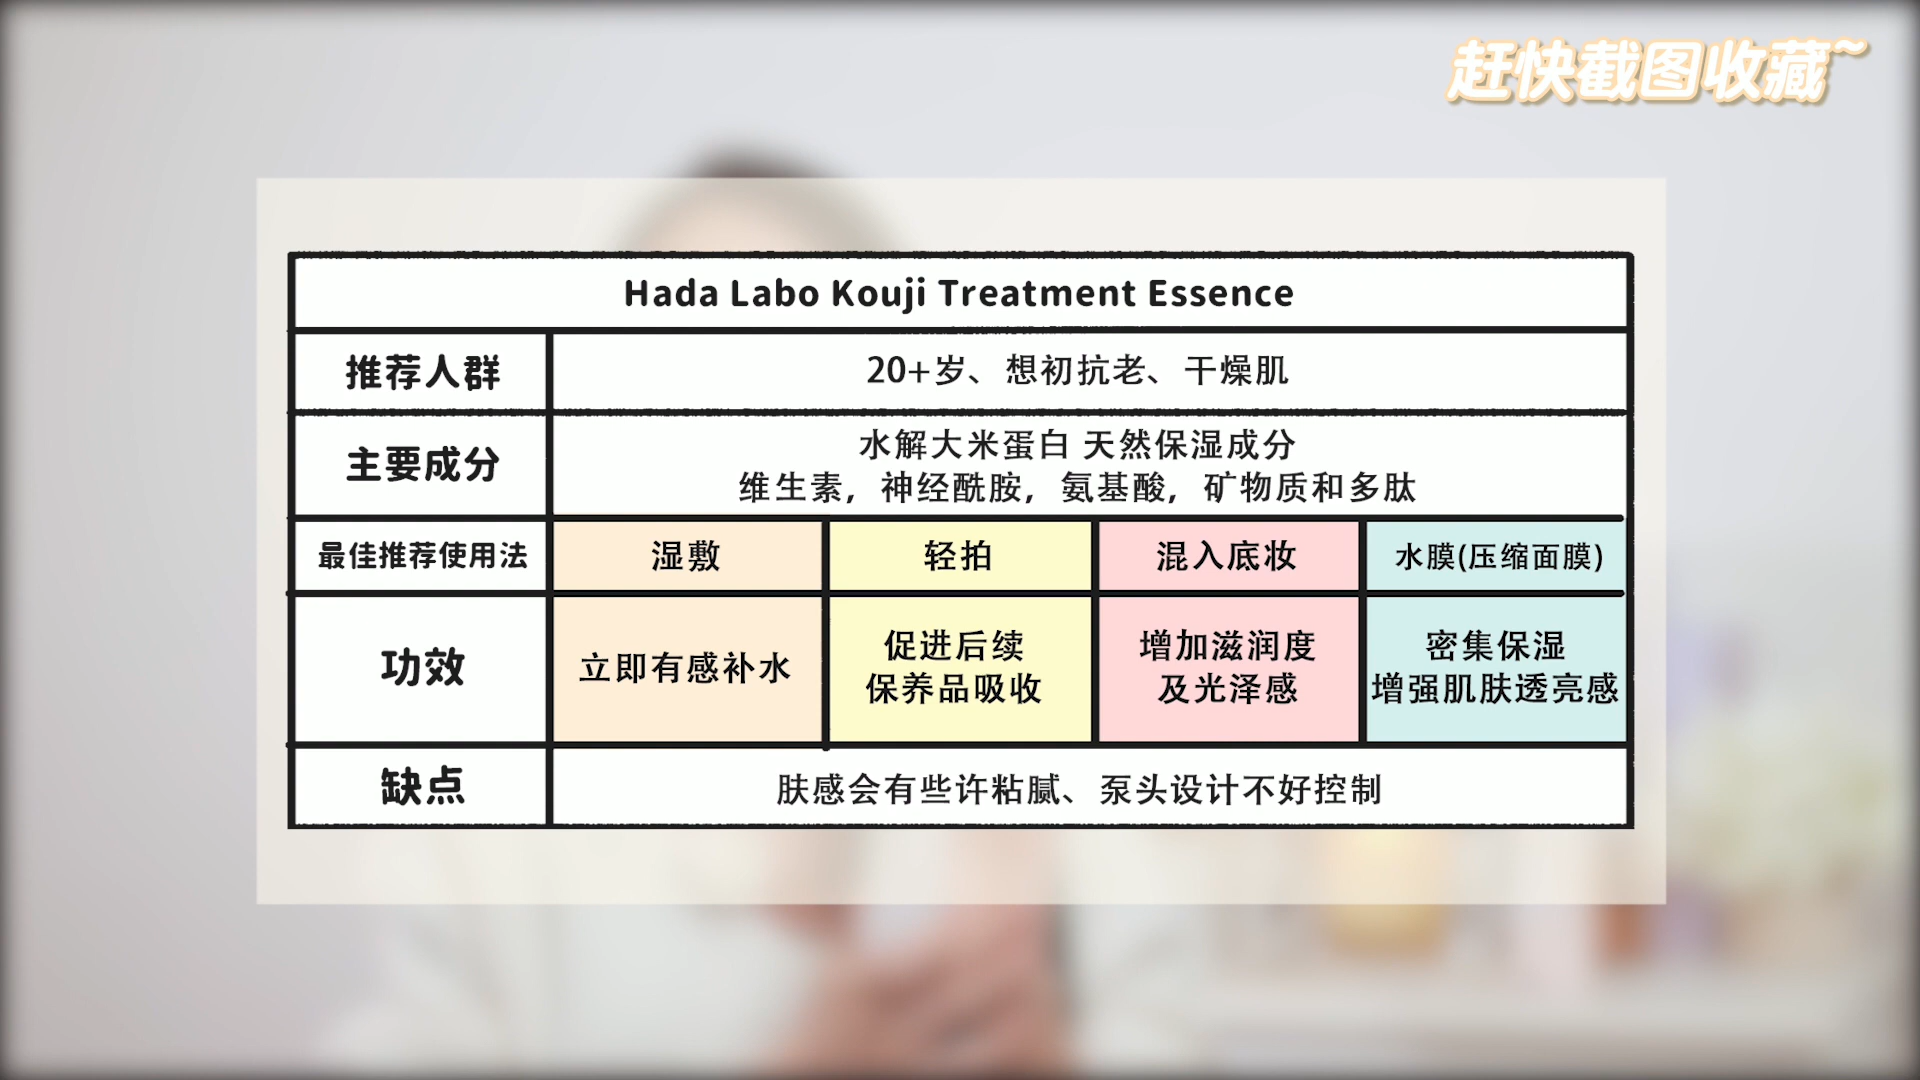 赶快截图收藏~
Hada Labo Kouji Treatment Essence
推荐人群
20+岁、想初抗老、干燥肌
主要成分
水解大米蛋白 天然保湿成分
维生素，神经酰胺，氨基酸，矿物质和多肽
最佳推荐使用法
湿敷
轻拍
混入底妆
水膜(压缩面膜)
功效
立即有感补水
促进后续
保养品吸收
增加滋润度
及光泽感
密集保湿
增强肌肤透亮感
缺点
肤感会有些许粘腻、泵头设计不好控制